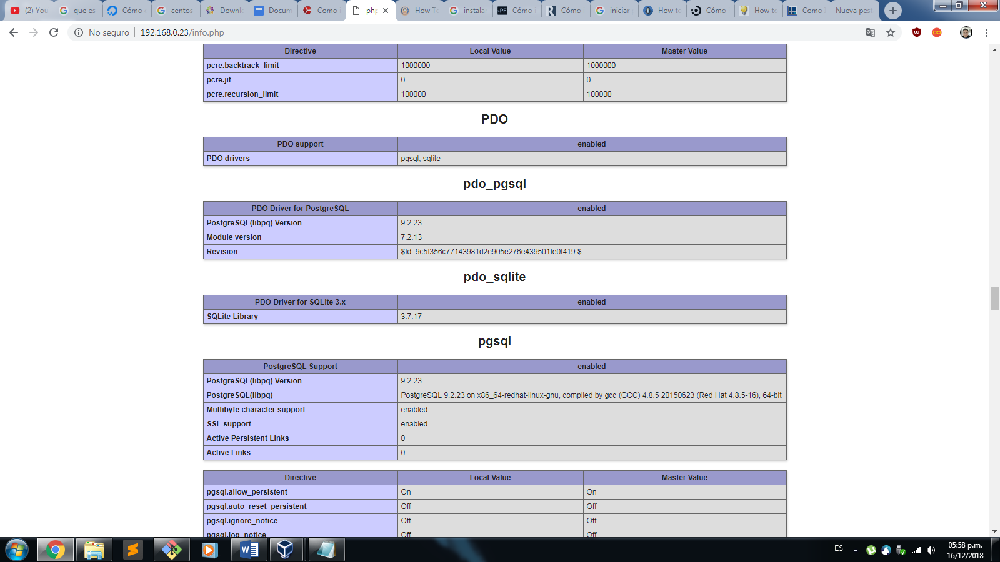 (2) You
que es
Cómo
centos
Downl
Docum
Como
php
How To
instalar
Cómo
Cómo
iniciar
How to
Cómo
How to
Como
Nueva pest
No seguro
192.168.0.23/info.php
Directive Local Value Master Value
pcre.backtrack_limit 1000000 1000000
pcre.jit 0 0
pcre.recursion_limit 100000 100000
PDO
PDO support enabled
PDO drivers pgsql, sqlite
pdo_pgsql
PDO Driver for PostgreSQL enabled
PostgreSQL(libpq) Version 9.2.23
Module version 7.2.13
Revision $Id: 9c5f356c77143981d2e905e276e439501fe0f419 $
pdo_sqlite
PDO Driver for SQLite 3.x enabled
SQLite Library 3.7.17
pgsql
PostgreSQL Support enabled
PostgreSQL(libpq) Version 9.2.23
PostgreSQL(libpq) PostgreSQL 9.2.23 on x86_64-redhat-linux-gnu, compiled by gcc (GCC) 4.8.5 20150623 (Red Hat 4.8.5-16), 64-bit
Multibyte character support enabled
SSL support enabled
Active Persistent Links 0
Active Links 0
Directive Local Value Master Value
pgsql.allow_persistent On On
pgsql.auto_reset_persistent Off Off
pgsql.ignore_notice Off Off
pgsql.log_notice Off Off
ES
05:58 p.m.
16/12/2018